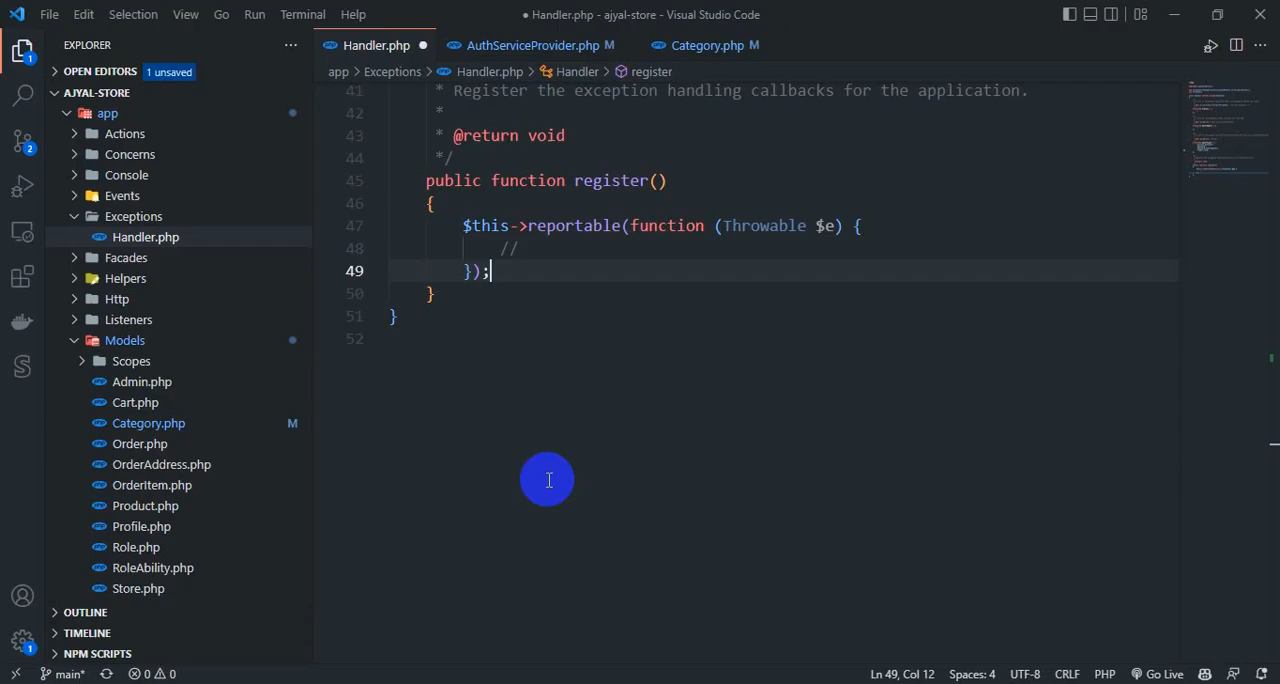 File Edit Selection View Go Run Terminal Help
● Handler.php - ajyal-store - Visual Studio Code
EXPLORER
OPEN EDITORS 1 unsaved
AJYAL-STORE
app
Actions
Concerns
Console
Events
Exceptions
Handler.php
Facades
Helpers
Http
Listeners
Models
Scopes
Admin.php
Cart.php
Category.php M
Order.php
OrderAddress.php
OrderItem.php
Product.php
Profile.php
Role.php
RoleAbility.php
Store.php
OUTLINE
TIMELINE
NPM SCRIPTS
Handler.php ● AuthServiceProvider.php M Category.php M
app > Exceptions > Handler.php > Handler > register
41 * Register the exception handling callbacks for the application.
42 *
43 * @return void
44 */
45 public function register()
46 {
47 $this->reportable(function (Throwable $e) {
48 //
49 });
50 }
51 }
52
1
2
1
main* 0 0
Ln 49, Col 12 Spaces: 4 UTF-8 CRLF PHP Go Live